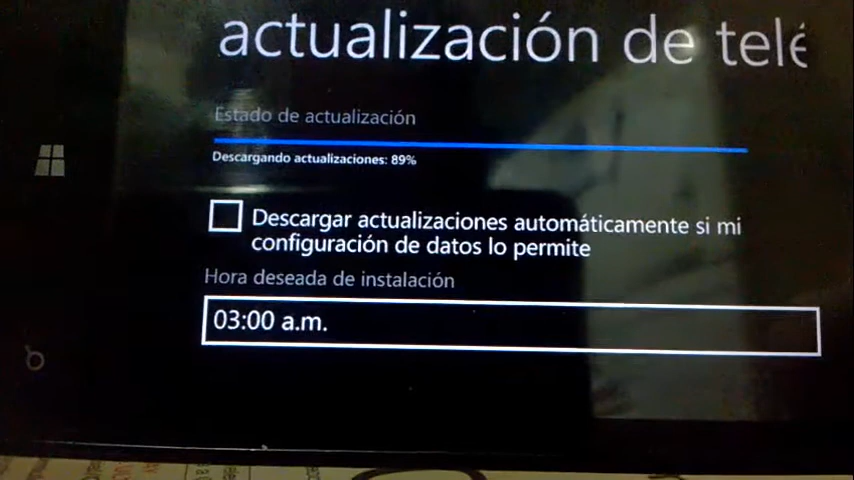 actualización de telé
Estado de actualización
Descargando actualizaciones: 89%
Descargar actualizaciones automáticamente si mi
configuración de datos lo permite
Hora deseada de instalación
03:00 a.m.